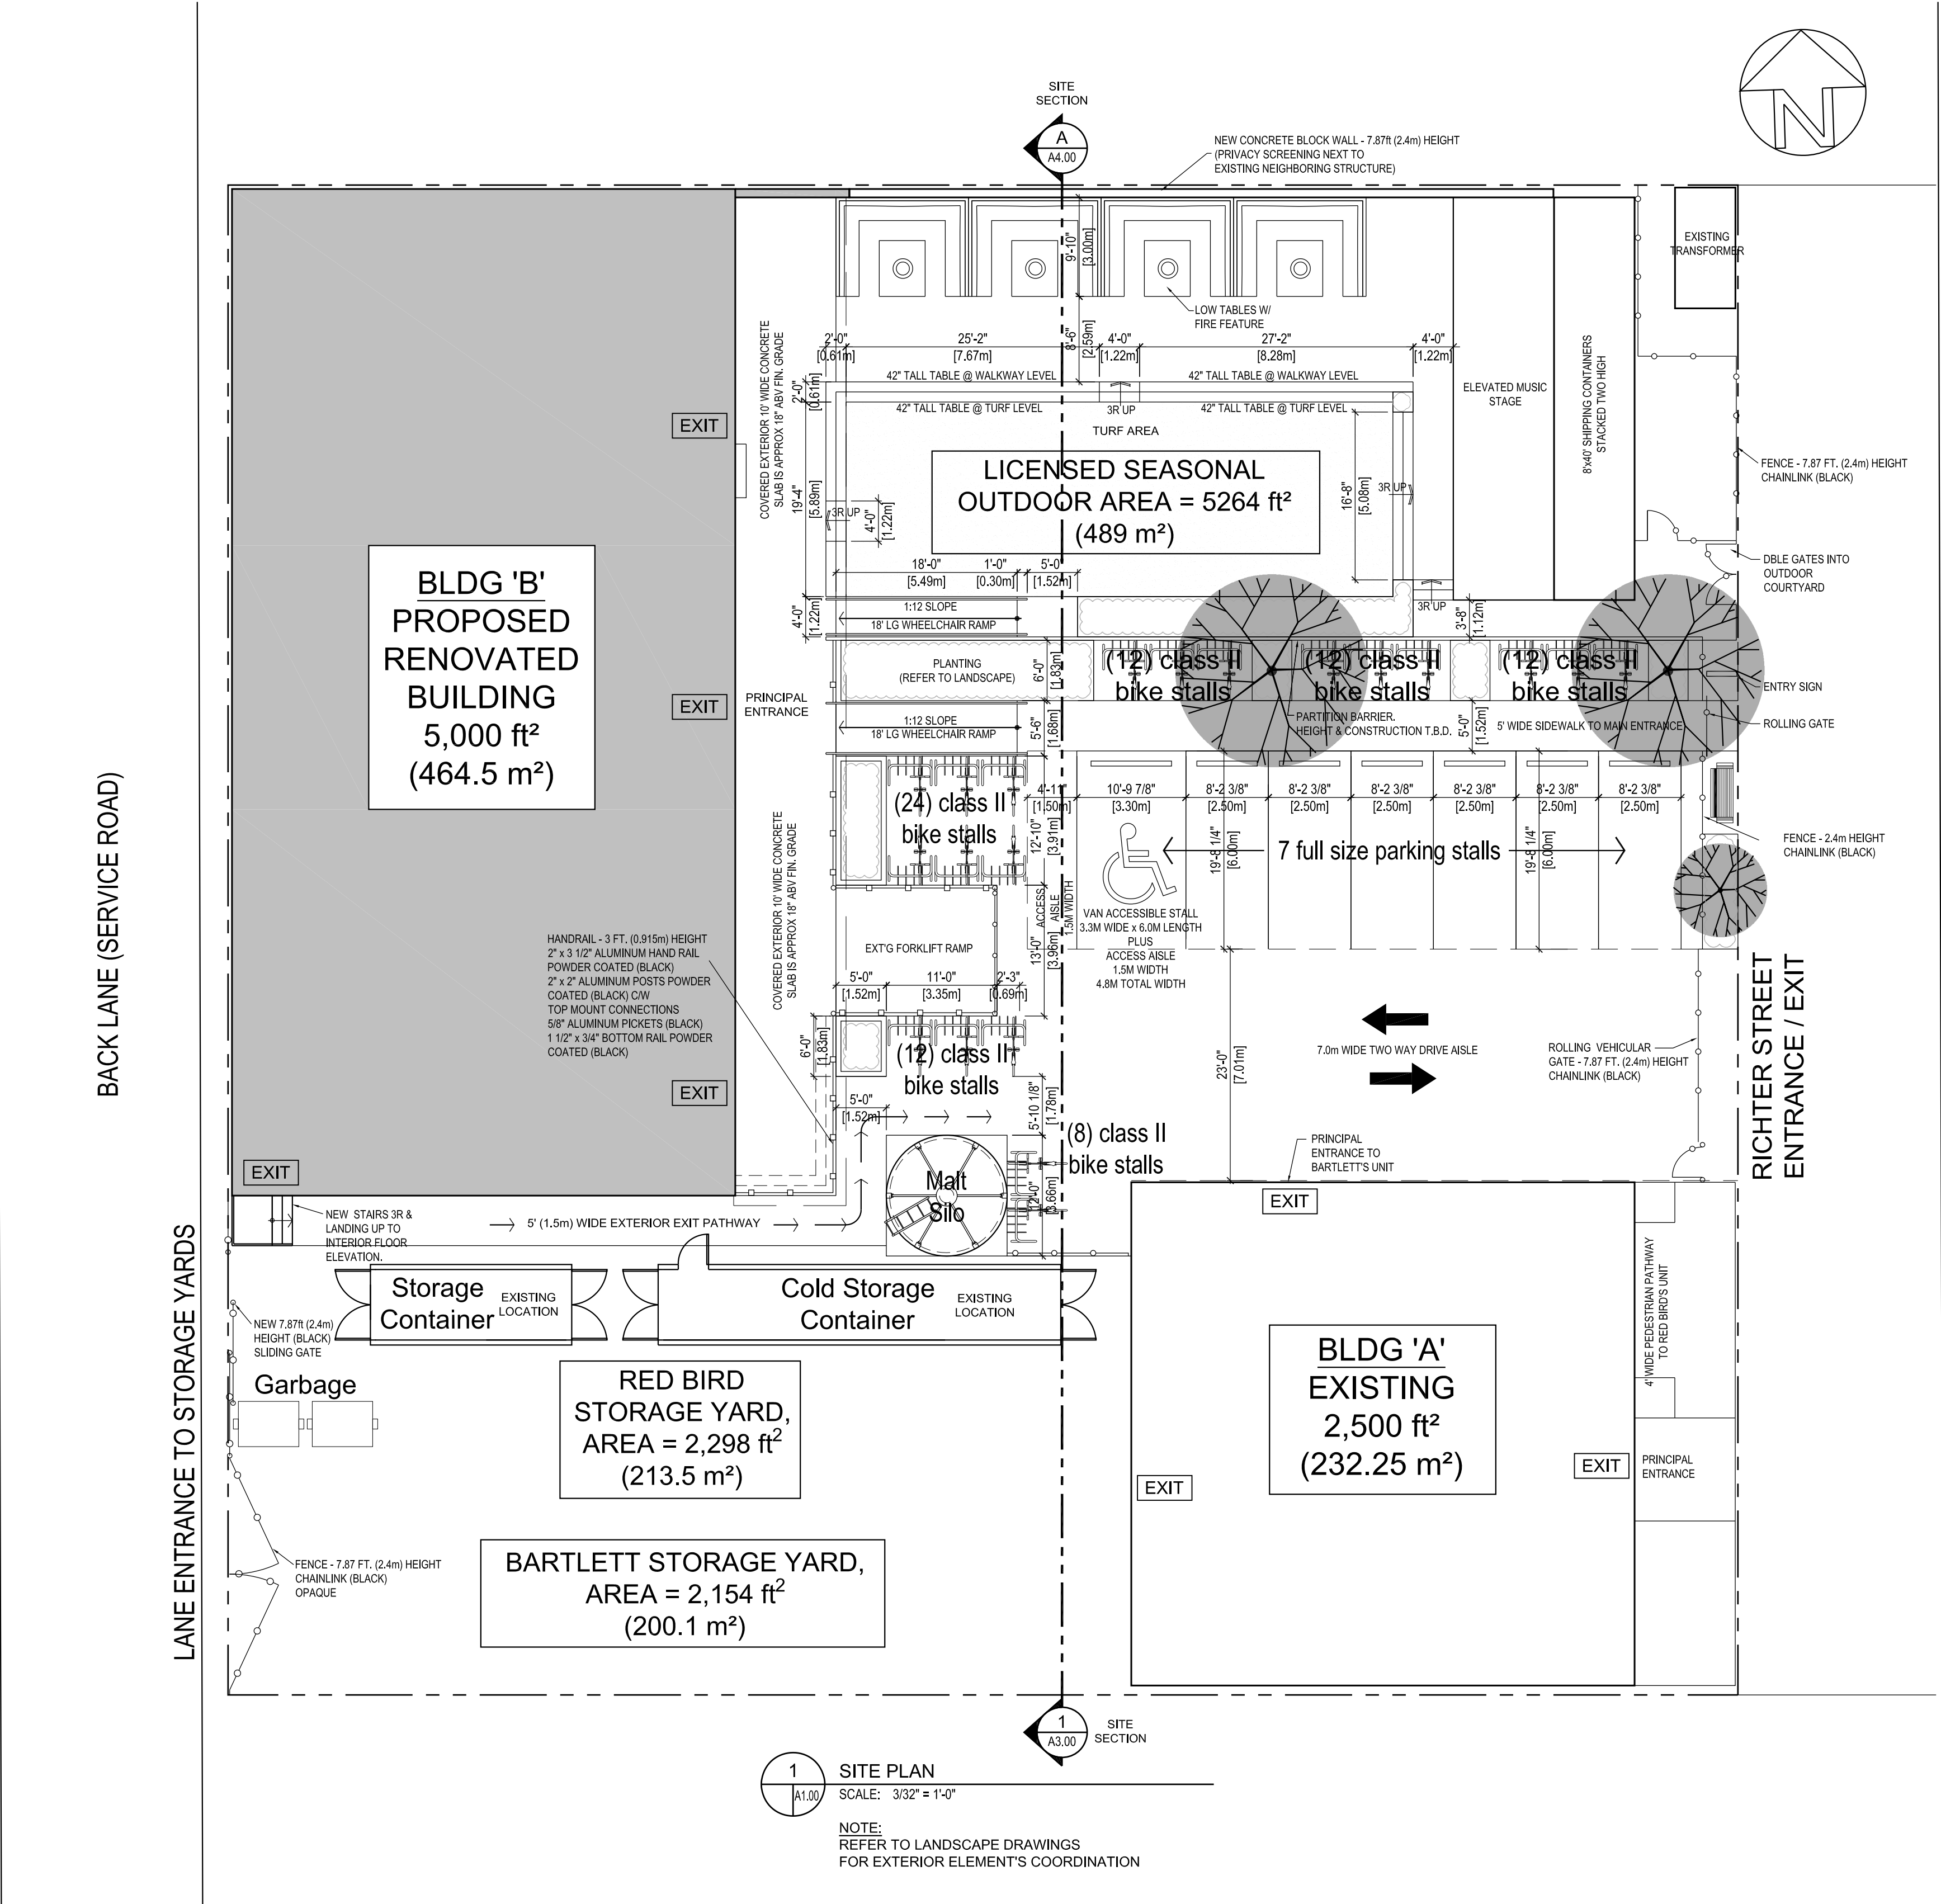 SITE
SECTION
A
A4.00
N
NEW CONCRETE BLOCK WALL - 7.87ft (2.4m) HEIGHT
(PRIVACY SCREENING NEXT TO
EXISTING NEIGHBORING STRUCTURE)
EXISTING
TRANSFORMER
9'-10"
[3.00m]
LOW TABLES W/
FIRE FEATURE
8'-6"
[2.59m]
2'-0"
[0.61m]
25'-2"
[7.67m]
4'-0"
[1.22m]
27'-2"
[8.28m]
4'-0"
[1.22m]
42" TALL TABLE @ WALKWAY LEVEL
42" TALL TABLE @ WALKWAY LEVEL
2'-0"
[0.61m]
42" TALL TABLE @ TURF LEVEL
3R UP
42" TALL TABLE @ TURF LEVEL
TURF AREA
ELEVATED MUSIC
STAGE
8'x40' SHIPPING CONTAINERS
STACKED TWO HIGH
COVERED EXTERIOR 10' WIDE CONCRETE
SLAB IS APPROX 18" ABV FIN. GRADE
EXIT
LICENSED SEASONAL
OUTDOOR AREA = 5264 ft²
(489 m²)
19'-4"
[5.89m]
3R UP
4'-0"
[1.22m]
16'-8"
[5.08m]
3R UP
FENCE - 7.87 FT. (2.4m) HEIGHT
CHAINLINK (BLACK)
DBLE GATES INTO
OUTDOOR
COURTYARD
18'-0"
[5.49m]
1'-0"
[0.30m]
5'-0"
[1.52m]
BLDG 'B'
PROPOSED
RENOVATED
BUILDING
5,000 ft²
(464.5 m²)
4'-0"
[1.22m]
1:12 SLOPE
18' LG WHEELCHAIR RAMP
3R UP
3'-8"
[1.12m]
PLANTING
(REFER TO LANDSCAPE)
6'-0"
[1.83m]
(12) class II
bike stalls
(12) class II
bike stalls
(12) class II
bike stalls
ENTRY SIGN
EXIT
PRINCIPAL
ENTRANCE
1:12 SLOPE
18' LG WHEELCHAIR RAMP
5'-6"
[1.68m]
PARTITION BARRIER.
HEIGHT & CONSTRUCTION T.B.D.
5'-0"
[1.52m]
5' WIDE SIDEWALK TO MAIN ENTRANCE
ROLLING GATE
(24) class II
bike stalls
4'-11"
[1.50m]
10'-9 7/8"
[3.30m]
8'-2 3/8"
[2.50m]
8'-2 3/8"
[2.50m]
8'-2 3/8"
[2.50m]
8'-2 3/8"
[2.50m]
8'-2 3/8"
[2.50m]
8'-2 3/8"
[2.50m]
12'-10"
[3.91m]
19'-8 1/4"
[6.00m]
7 full size parking stalls
19'-8 1/4"
[6.00m]
FENCE - 2.4m HEIGHT
CHAINLINK (BLACK)
COVERED EXTERIOR 10' WIDE CONCRETE
SLAB IS APPROX 18" ABV FIN. GRADE
ACCESS AISLE
1.5M WIDTH
VAN ACCESSIBLE STALL
3.3M WIDE x 6.0M LENGTH
PLUS
ACCESS AISLE
1.5M WIDTH
4.8M TOTAL WIDTH
EXT'G FORKLIFT RAMP
13'-0"
[3.96m]
5'-0"
[1.52m]
11'-0"
[3.35m]
2'-3"
[0.69m]
HANDRAIL - 3 FT. (0.915m) HEIGHT
2" x 3 1/2" ALUMINUM HAND RAIL
POWDER COATED (BLACK)
2" x 2" ALUMINUM POSTS POWDER
COATED (BLACK) C/W
TOP MOUNT CONNECTIONS
5/8" ALUMINUM PICKETS (BLACK)
1 1/2" x 3/4" BOTTOM RAIL POWDER
COATED (BLACK)
BACK LANE (SERVICE ROAD)
6'-0"
[1.83m]
(12) class II
bike stalls
23'-0"
[7.01m]
7.0m WIDE TWO WAY DRIVE AISLE
ROLLING VEHICULAR
GATE - 7.87 FT. (2.4m) HEIGHT
CHAINLINK (BLACK)
RICHTER STREET
ENTRANCE / EXIT
EXIT
5'-0"
[1.52m]
5'-10 1/8"
[1.78m]
(8) class II
bike stalls
PRINCIPAL
ENTRANCE TO
BARTLETT'S UNIT
EXIT
Malt
Silo
12'-0"
[3.66m]
EXIT
NEW STAIRS 3R &
LANDING UP TO
INTERIOR FLOOR
ELEVATION.
5' (1.5m) WIDE EXTERIOR EXIT PATHWAY
LANE ENTRANCE TO STORAGE YARDS
Storage
Container
EXISTING
LOCATION
Cold Storage
Container
EXISTING
LOCATION
4' WIDE PEDESTRIAN PATHWAY
TO RED BIRD'S UNIT
NEW 7.87ft (2.4m)
HEIGHT (BLACK)
SLIDING GATE
Garbage
RED BIRD
STORAGE YARD,
AREA = 2,298 ft²
(213.5 m²)
BLDG 'A'
EXISTING
2,500 ft²
(232.25 m²)
EXIT
EXIT
PRINCIPAL
ENTRANCE
FENCE - 7.87 FT. (2.4m) HEIGHT
CHAINLINK (BLACK)
OPAQUE
BARTLETT STORAGE YARD,
AREA = 2,154 ft²
(200.1 m²)
1
A3.00
SITE
SECTION
1
A1.00
SITE PLAN
SCALE: 3/32" = 1'-0"
NOTE:
REFER TO LANDSCAPE DRAWINGS
FOR EXTERIOR ELEMENT'S COORDINATION